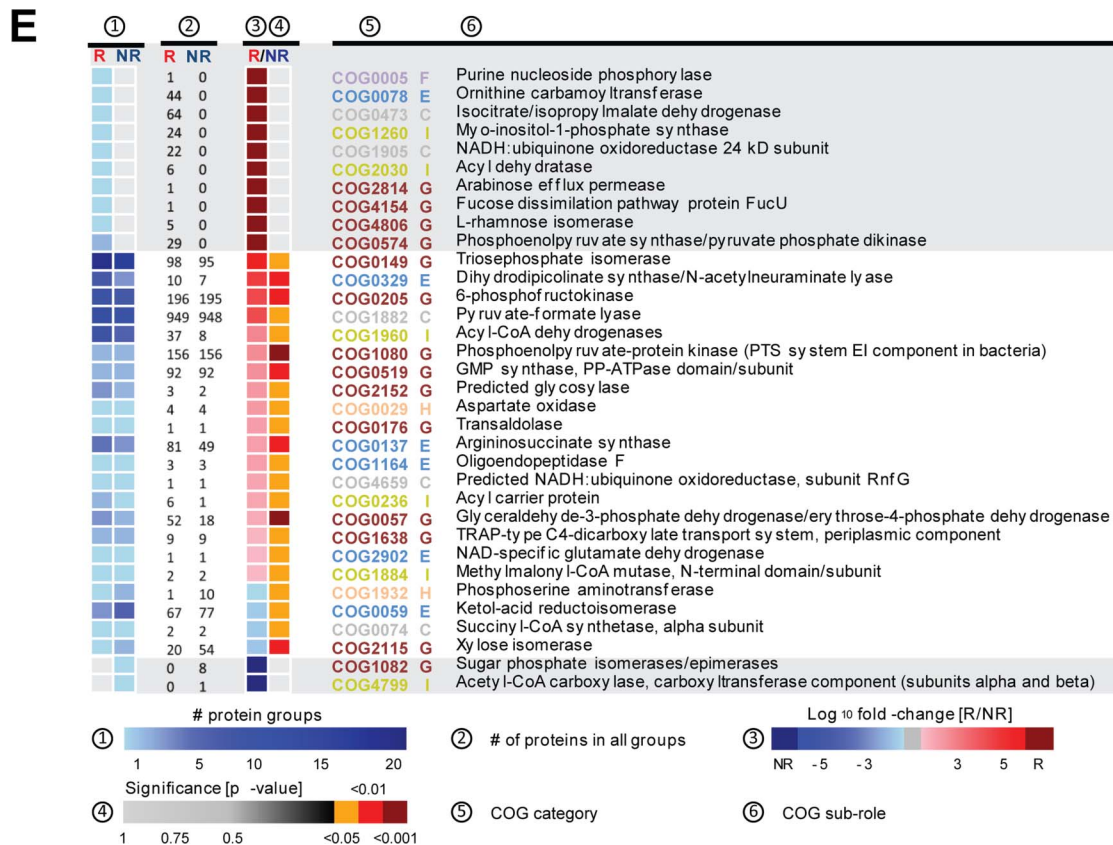 E
① ② ③ ④ ⑤ ⑥
R NR R NR R/NR
1 0 COG0005 F Purine nucleoside phosphorylase
44 0 COG0078 E Ornithine carbamoyltransferase
64 0 COG0473 C Isocitrate/isopropylmalate dehydrogenase
24 0 COG1260 I Myo-inositol-1-phosphate synthase
22 0 COG1905 C NADH:ubiquinone oxidoreductase 24 kD subunit
6 0 COG2030 I Acyl dehydratase
1 0 COG2814 G Arabinose efflux permease
1 0 COG4154 G Fucose dissimilation pathway protein FucU
5 0 COG4806 G L-rhamnose isomerase
29 0 COG0574 G Phosphoenolpyruvate synthase/pyruvate phosphate dikinase
98 95 COG0149 G Triosephosphate isomerase
10 7 COG0329 E Dihydrodipicolinate synthase/N-acetylneuraminate lyase
196 195 COG0205 G 6-phosphofructokinase
949 948 COG1882 C Pyruvate-formate lyase
37 8 COG1960 I Acyl-CoA dehydrogenases
156 156 COG1080 G Phosphoenolpyruvate-protein kinase (PTS system EI component in bacteria)
92 92 COG0519 G GMP synthase, PP-ATPase domain/subunit
3 2 COG2152 G Predicted glycosylase
4 4 COG0029 H Aspartate oxidase
1 1 COG0176 G Transaldolase
81 49 COG0137 E Argininosuccinate synthase
3 3 COG1164 E Oligoendopeptidase F
1 1 COG4659 C Predicted NADH:ubiquinone oxidoreductase, subunit RnfG
6 1 COG0236 I Acyl carrier protein
52 18 COG0057 G Glyceraldehyde-3-phosphate dehydrogenase/erythrose-4-phosphate dehydrogenase
9 9 COG1638 G TRAP-type C4-dicarboxylate transport system, periplasmic component
1 1 COG2902 E NAD-specific glutamate dehydrogenase
2 2 COG1884 I Methylmalonyl-CoA mutase, N-terminal domain/subunit
1 10 COG1932 H Phosphoserine aminotransferase
67 77 COG0059 E Ketol-acid reductoisomerase
2 2 COG0074 C Succinyl-CoA synthetase, alpha subunit
20 54 COG2115 G Xylose isomerase
0 8 COG1082 G Sugar phosphate isomerases/epimerases
0 1 COG4799 I Acetyl-CoA carboxylase, carboxyltransferase component (subunits alpha and beta)
# protein groups
①
1 5 10 15 20
② # of proteins in all groups
Log 10 fold -change [R/NR]
③
NR -5 -3 3 5 R
Significance [p -value] <0.01
④
1 0.75 0.5 <0.05 <0.001
⑤ COG category
⑥ COG sub-role